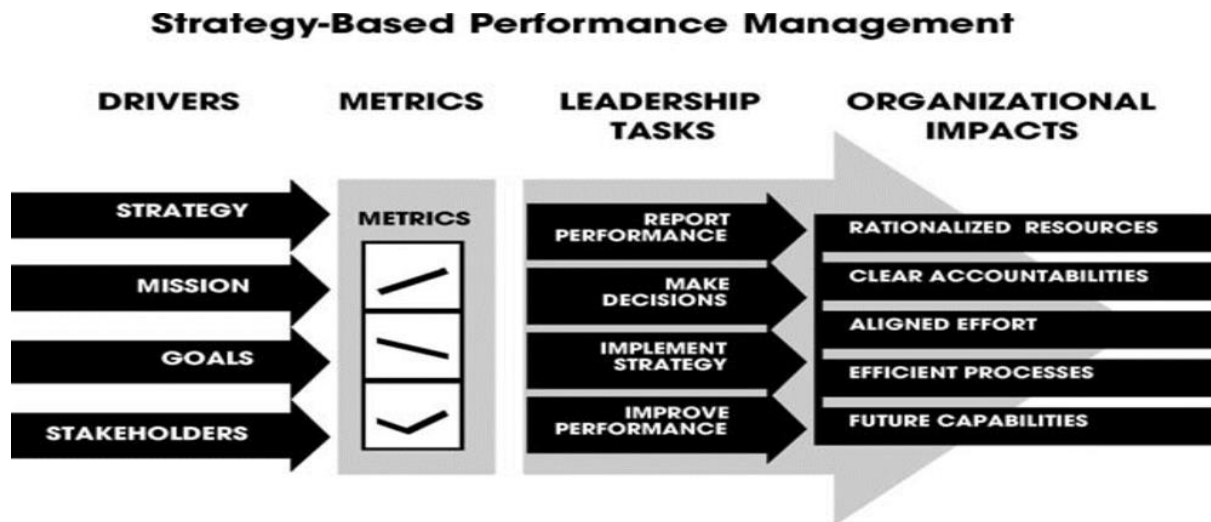 Strategy-Based Performance Management
DRIVERS
METRICS
LEADERSHIP
TASKS
ORGANIZATIONAL
IMPACTS
STRATEGY
MISSION
GOALS
STAKEHOLDERS
METRICS
REPORT
PERFORMANCE
MAKE
DECISIONS
IMPLEMENT
STRATEGY
IMPROVE
PERFORMANCE
RATIONALIZED RESOURCES
CLEAR ACCOUNTABILITIES
ALIGNED EFFORT
EFFICIENT PROCESSES
FUTURE CAPABILITIES